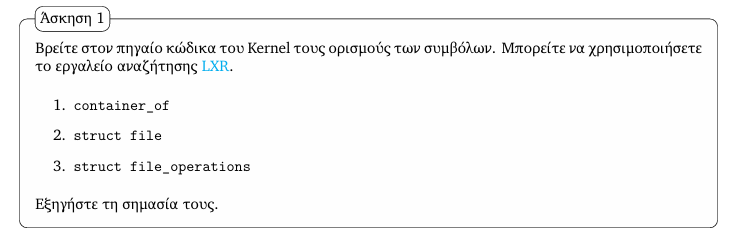 Άσκηση 1
Βρείτε στον πηγαίο κώδικα του Kernel τους ορισμούς των συμβόλων. Μπορείτε να χρησιμοποιήσετε
το εργαλείο αναζήτησης LXR.
1. container_of
2. struct file
3. struct file_operations
Εξηγήστε τη σημασία τους.